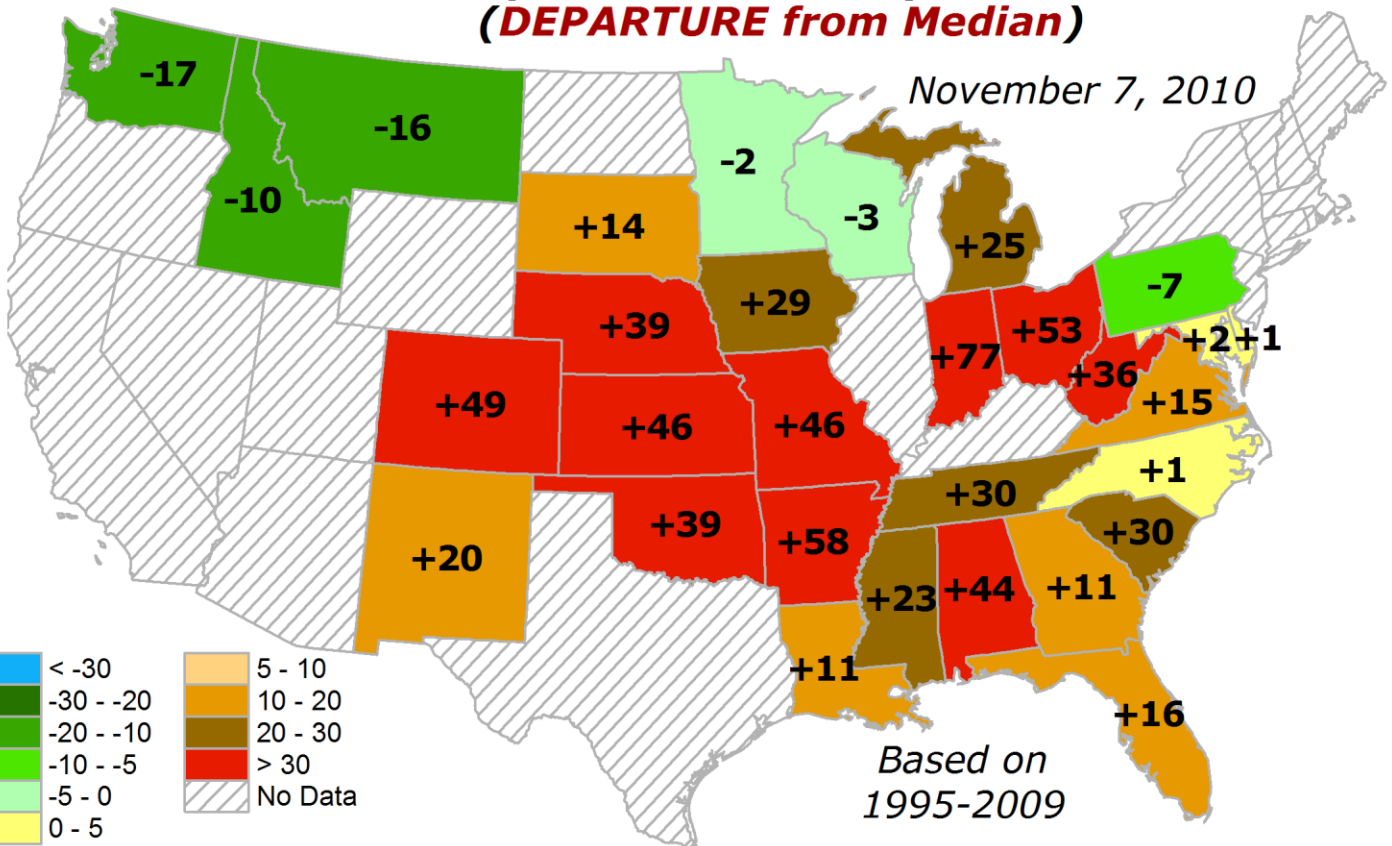 (DEPARTURE from Median)
November 7, 2010
-17
-16
-10
-2
-3
+14
+25
+29
-7
+39
+53
+77
+2
+1
+36
+49
+46
+46
+15
+1
+30
+39
+58
+30
+20
+23
+44
+11
+11
+16
< -30
-30 - -20
-20 - -10
-10 - -5
-5 - 0
0 - 5
5 - 10
10 - 20
20 - 30
> 30
No Data
Based on
1995-2009